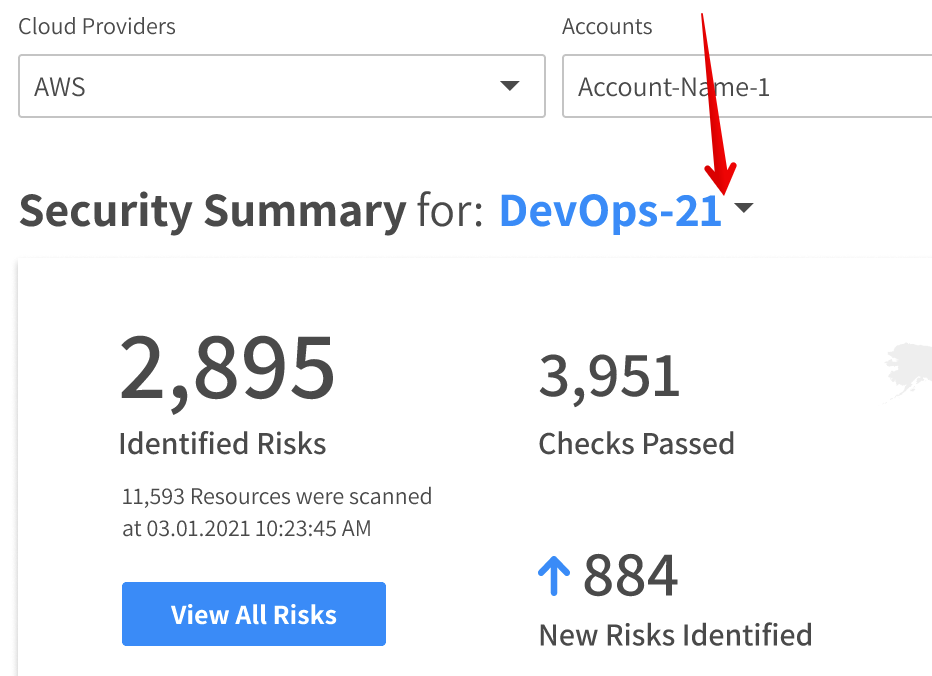 Cloud Providers
Accounts
AWS
Account-Name-1
Security Summary for: DevOps-21
2,895
Identified Risks
11,593 Resources were scanned
at 03.01.2021 10:23:45 AM
View All Risks
3,951
Checks Passed
884
New Risks Identified